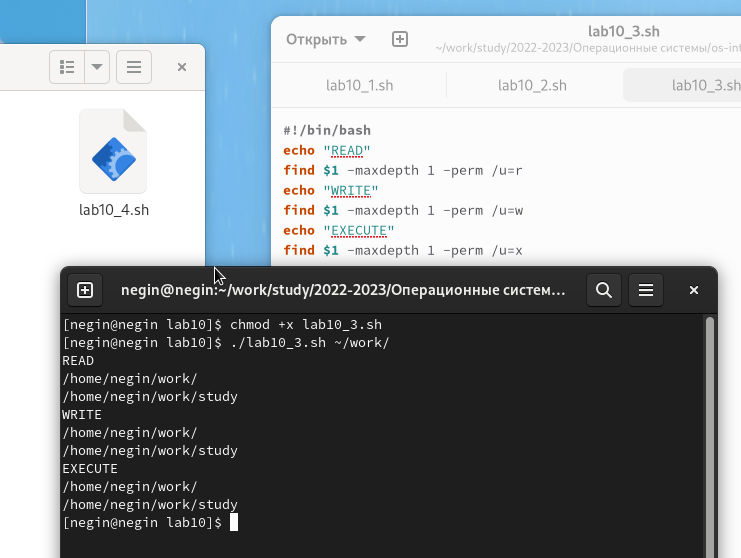 lab10_4.sh
Открыть
lab10_3.sh
~/work/study/2022-2023/Операционные системы/os-int
lab10_1.sh
lab10_2.sh
lab10_3.sh
#!/bin/bash
echo "READ"
find $1 -maxdepth 1 -perm /u=r
echo "WRITE"
find $1 -maxdepth 1 -perm /u=w
echo "EXECUTE"
find $1 -maxdepth 1 -perm /u=x
negin@negin:~/work/study/2022-2023/Операционные систем…
[negin@negin lab10]$ chmod +x lab10_3.sh
[negin@negin lab10]$ ./lab10_3.sh ~/work/
READ
/home/negin/work/
/home/negin/work/study
WRITE
/home/negin/work/
/home/negin/work/study
EXECUTE
/home/negin/work/
/home/negin/work/study
[negin@negin lab10]$